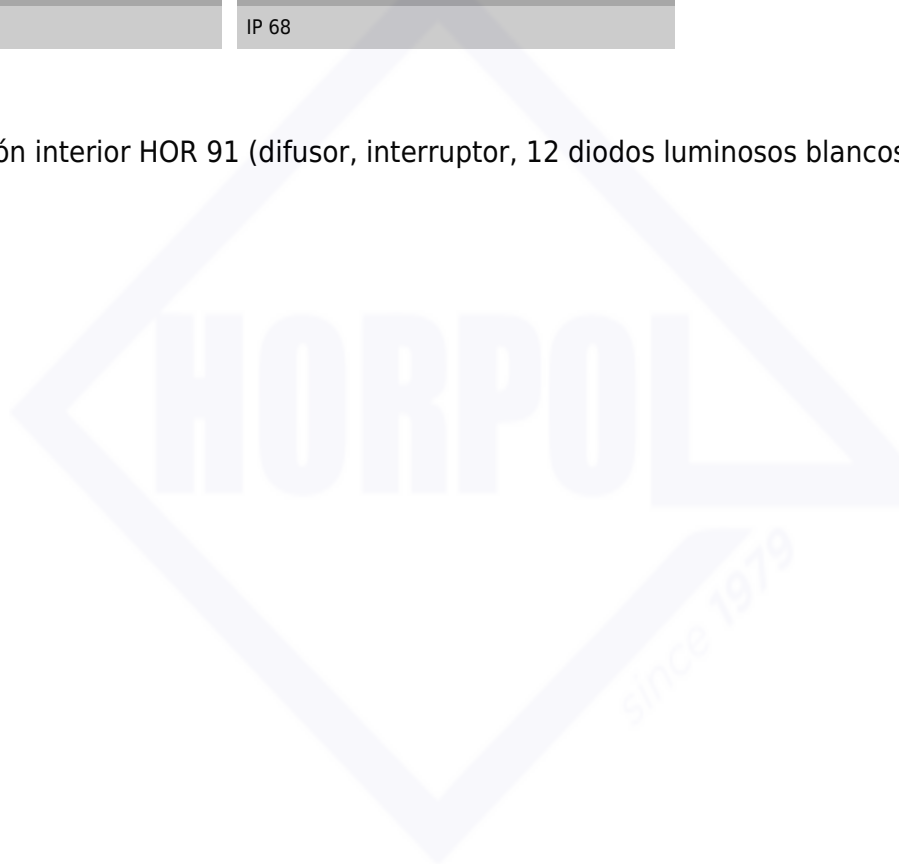 IP 68
ón interior HOR 91 (difusor, interruptor, 12 diodos luminosos blancos
HORPOL
since 1979